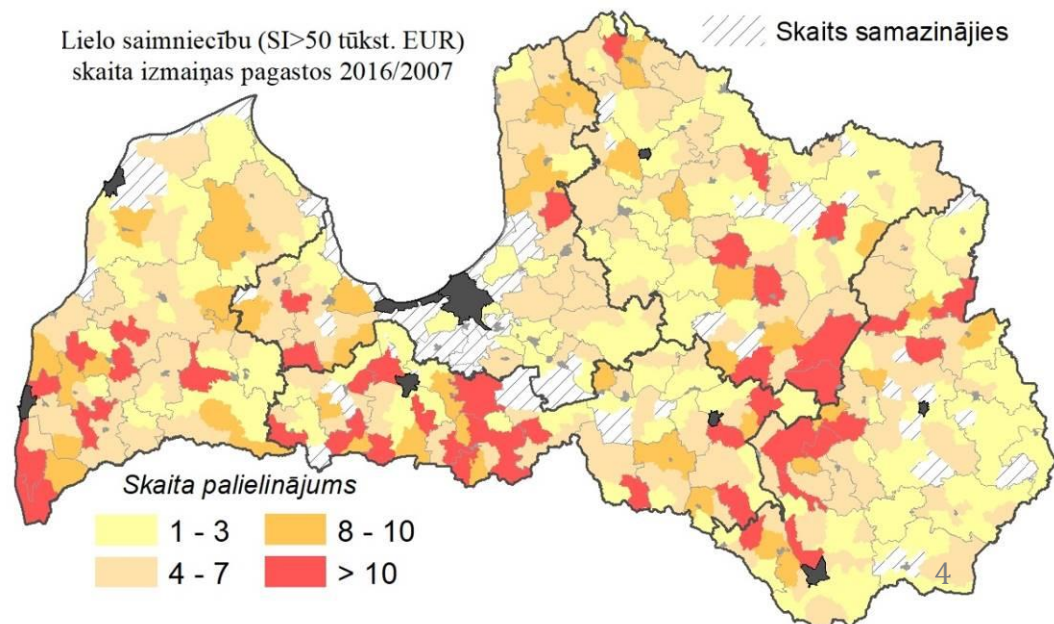 Lielo saimniecību (SI>50 tūkst. EUR)
skaita izmaiņas pagastos 2016/2007
Skaits samazinājies
Skaita palielinājums
1 - 3
8 - 10
4 - 7
> 10
4